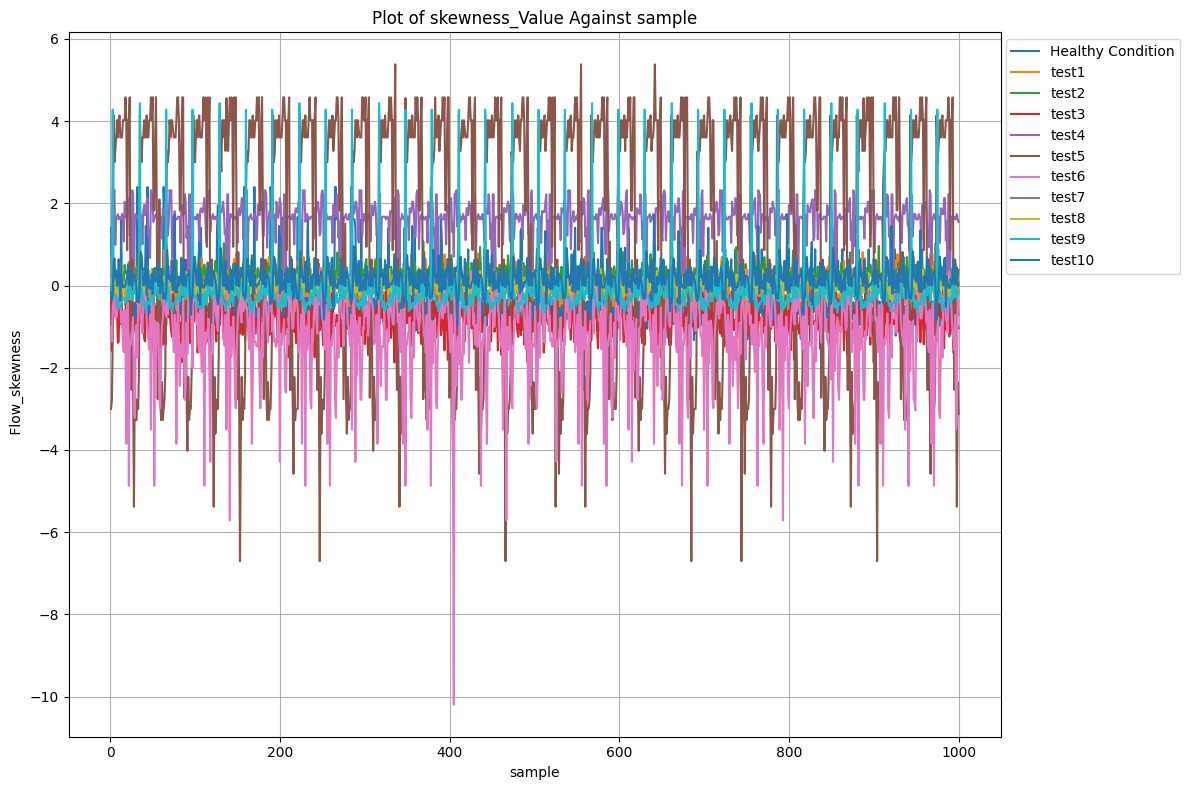 Plot of skewness_Value Against sample
6
4
2
0
−2
−4
−6
−8
−10
Flow_skewness
0
200
400
600
800
1000
sample
Healthy Condition
test1
test2
test3
test4
test5
test6
test7
test8
test9
test10